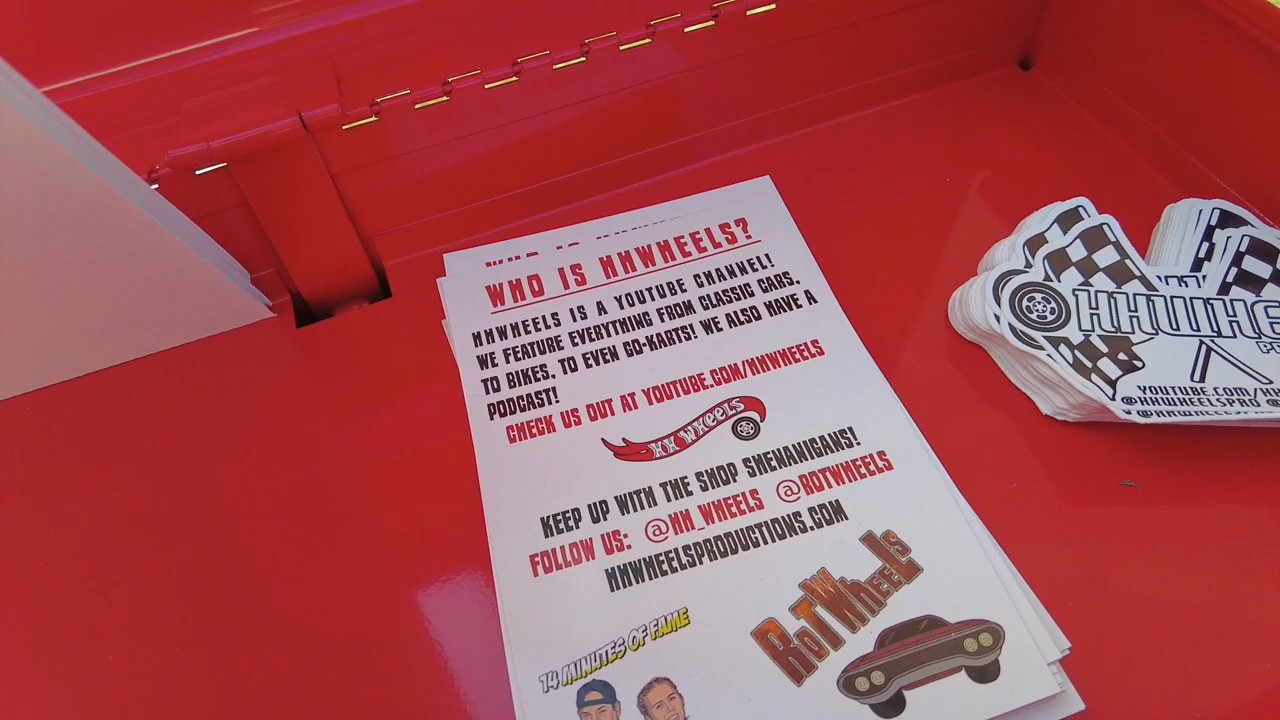 WHO IS HHWHEELS?
HHWHEELS IS A YOUTUBE CHANNEL!
WE FEATURE EVERYTHING FROM CLASSIC CARS,
TO BIKES, TO EVEN GO-KARTS! WE ALSO HAVE A
PODCAST!
CHECK US OUT AT YOUTUBE.COM/HHWHEELS
HH WHEELS
KEEP UP WITH THE SHOP SHENANIGANS!
FOLLOW US: @HH_WHEELS @ROTWHEELS
HHWHEELSPRODUCTIONS.COM
ROTWHEELS
14 MINUTES OF FAME
HHWHE
YOUTUBE.COM/HH
@HHWHEELSPRO